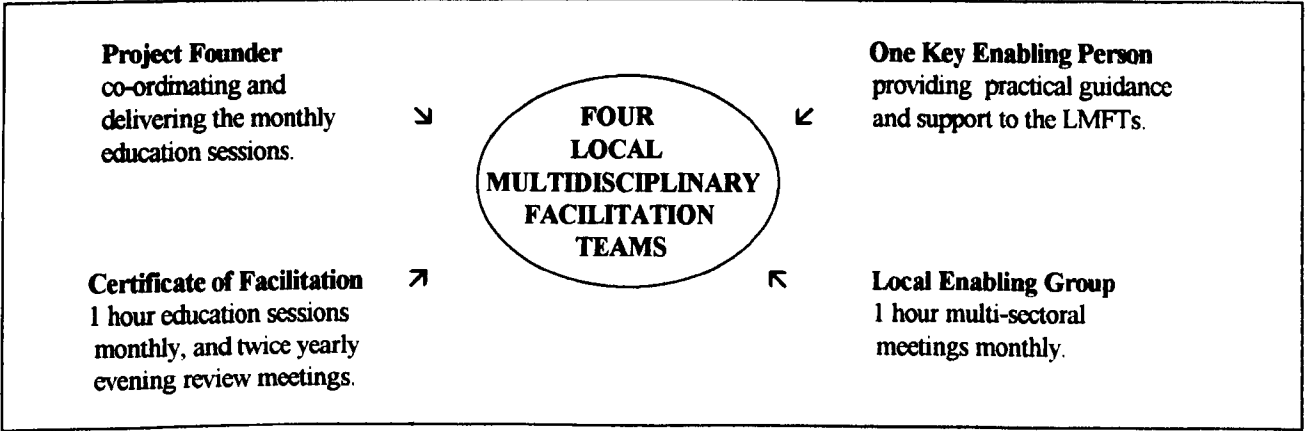 Project Founder
co-ordinating and
delivering the monthly
education sessions.
One Key Enabling Person
providing practical guidance
and support to the LMFTs.
FOUR
LOCAL
MULTIDISCIPLINARY
FACILITATION
TEAMS
Certificate of Facilitation
1 hour education sessions
monthly, and twice yearly
evening review meetings.
Local Enabling Group
1 hour multi-sectoral
meetings monthly.